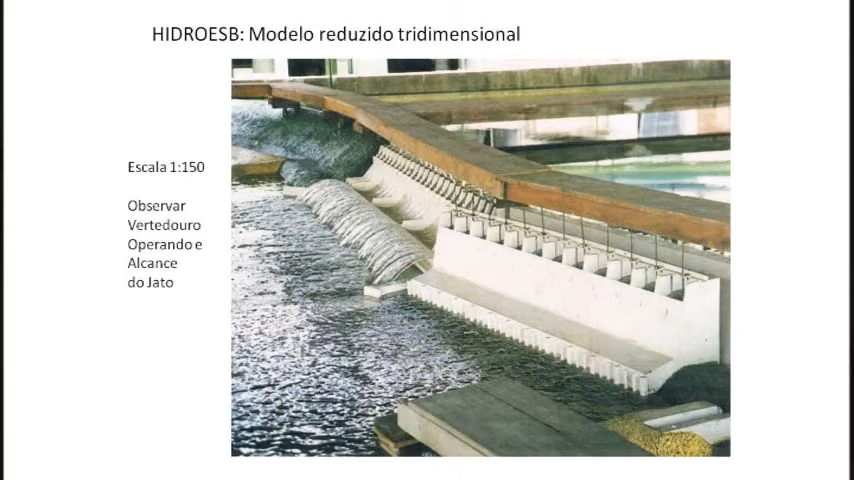 HIDROESB: Modelo reduzido tridimensional
Escala 1:150
Observar
Vertedouro
Operando e
Alcance
do Jato